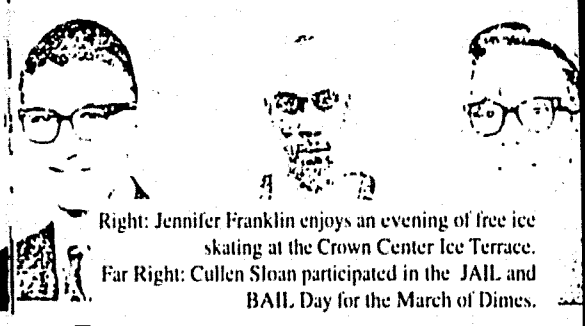 Right: Jennifer Franklin enjoys an evening of free ice
skating at the Crown Center Ice Terrace.
Far Right: Cullen Sloan participated in the JAIL and
BAIL Day for the March of Dimes.